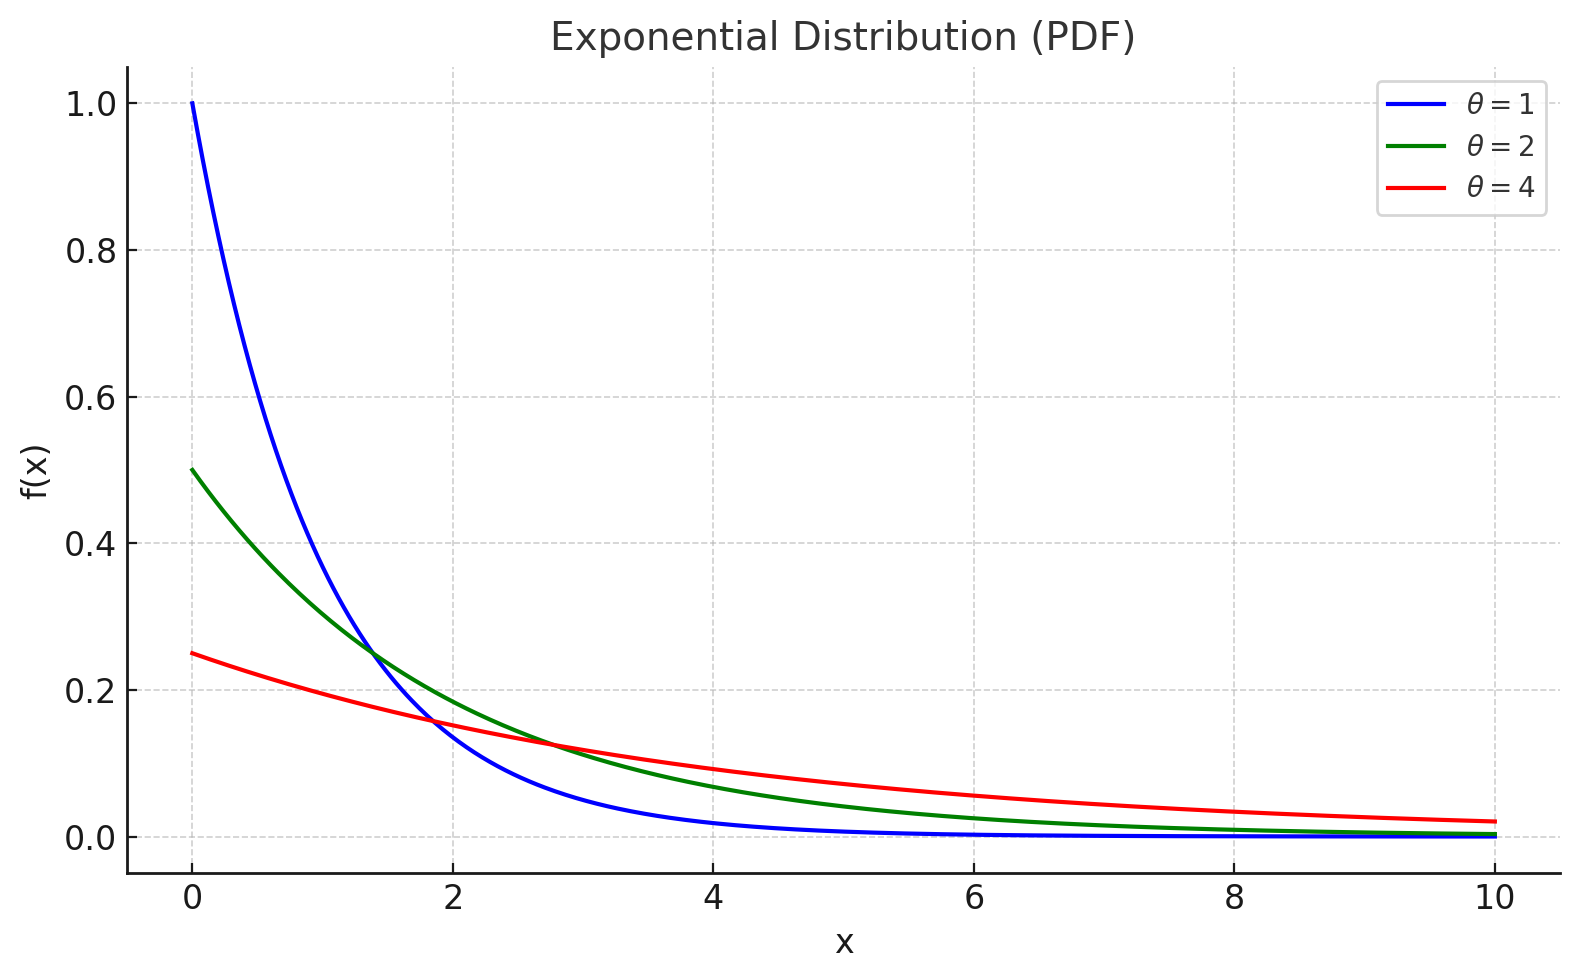 Exponential Distribution (PDF)
θ = 1
θ = 2
θ = 4
f(x)
1.0
0.8
0.6
0.4
0.2
0.0
0 2 4 6 8 10
x